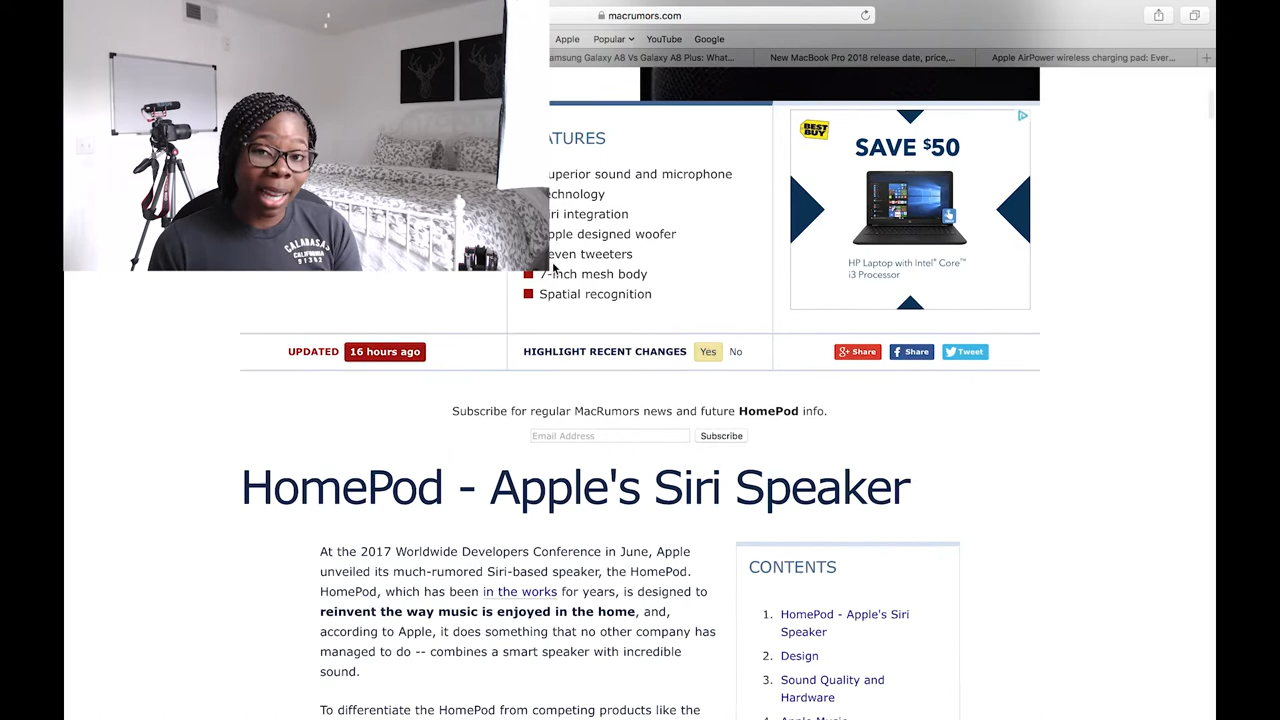 macrumors.com
Apple Popular YouTube Google
amsung Galaxy A8 Vs Galaxy A8 Plus: What...
New MacBook Pro 2018 release date, price,...
Apple AirPower wireless charging pad: Ever...
ATURES
uperior sound and microphone
echnology
iri integration
pple designed woofer
even tweeters
7-inch mesh body
Spatial recognition
BEST BUY
SAVE $50
HP Laptop with Intel® Core™
i3 Processor
CALABASAS
CALIFORNIA
91302
UPDATED 16 hours ago
HIGHLIGHT RECENT CHANGES Yes No
g+ Share
f Share
Tweet
Subscribe for regular MacRumors news and future HomePod info.
Email Address Subscribe
HomePod - Apple's Siri Speaker
At the 2017 Worldwide Developers Conference in June, Apple
unveiled its much-rumored Siri-based speaker, the HomePod.
HomePod, which has been in the works for years, is designed to
reinvent the way music is enjoyed in the home, and,
according to Apple, it does something that no other company has
managed to do -- combines a smart speaker with incredible
sound.
To differentiate the HomePod from competing products like the
CONTENTS
1. HomePod - Apple's Siri
Speaker
2. Design
3. Sound Quality and
Hardware
4. Apple Music